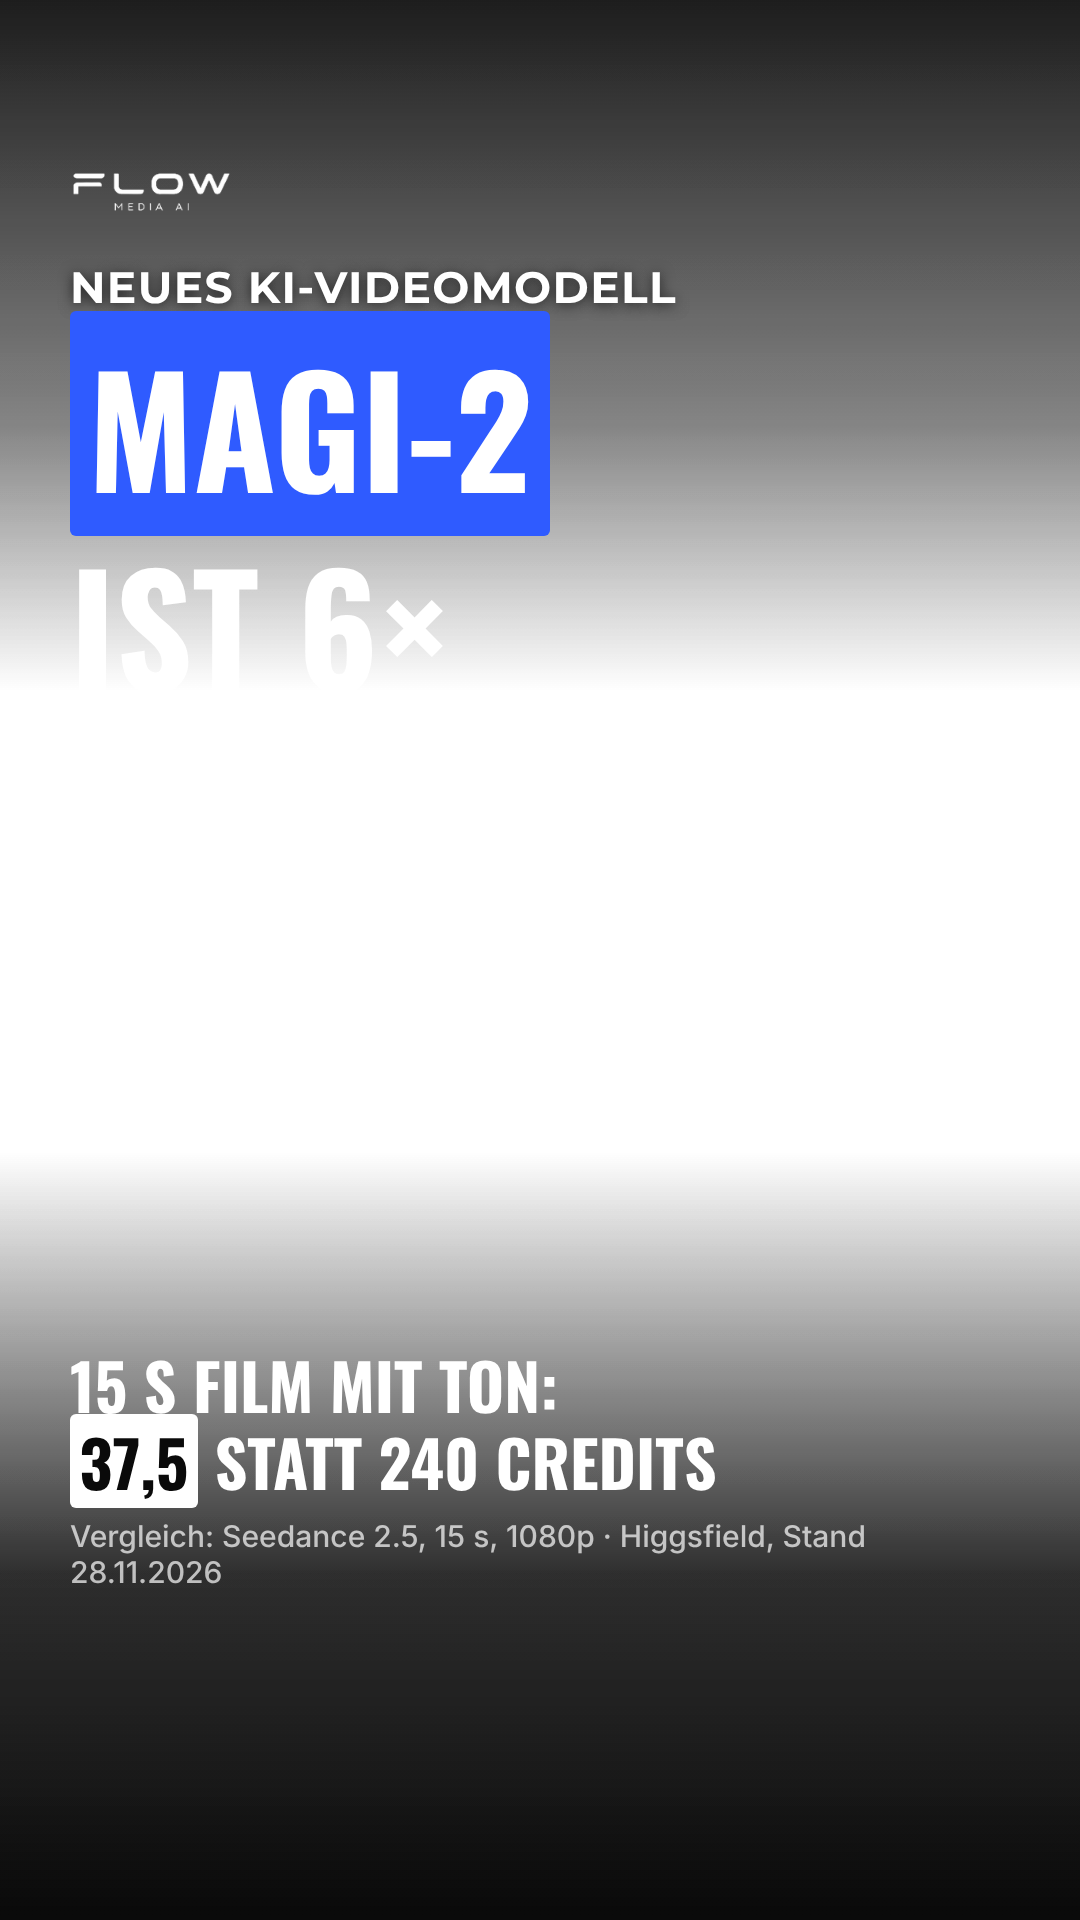 FLOW
MEDIA AI
NEUES KI-VIDEOMODELL
MAGI-2
IST 6×
15 S FILM MIT TON:
37,5 STATT 240 CREDITS
Vergleich: Seedance 2.5, 15 s, 1080p · Higgsfield, Stand
28.11.2026